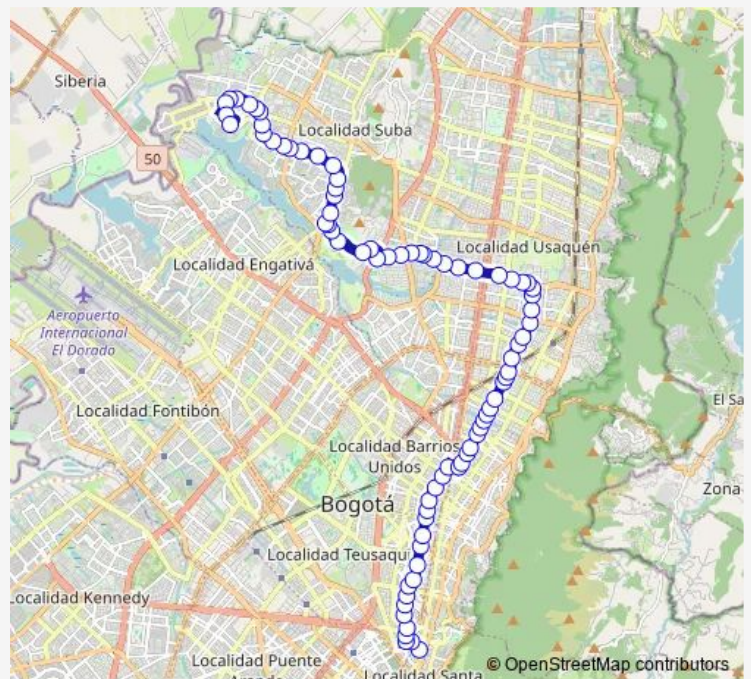 Siberia
Localidad Suba
50
Localidad Usaquén
Localidad Engativá
Aeropuerto
Internacional
El Dorado
El Sa
Localidad Fontibón
Localidad Barrios
Unidos
Zona
Bogotá
Localidad Teusaqu
Localidad Kennedy
Localidad Puente
Localidad Santa
© OpenStreetMap contributors